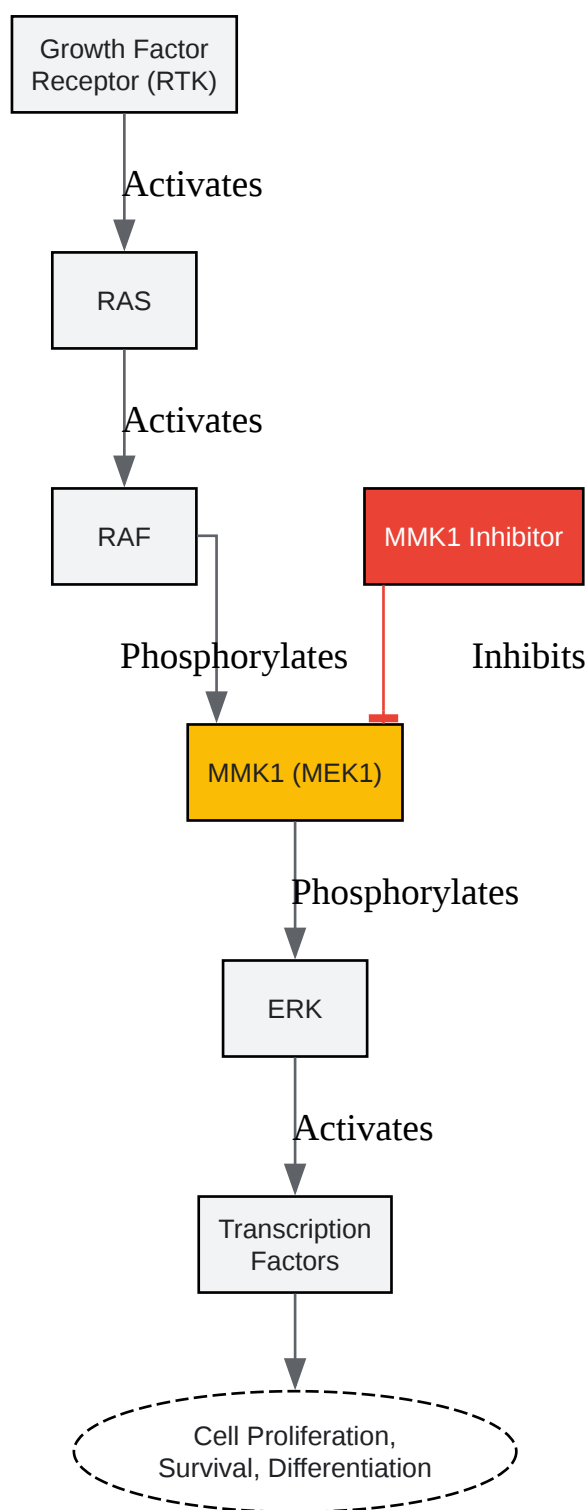 Growth Factor
Receptor (RTK)
Activates
RAS
Activates
RAF
MMK1 Inhibitor
Phosphorylates
Inhibits
MMK1 (MEK1)
Phosphorylates
ERK
Activates
Transcription
Factors
Cell Proliferation,
Survival, Differentiation